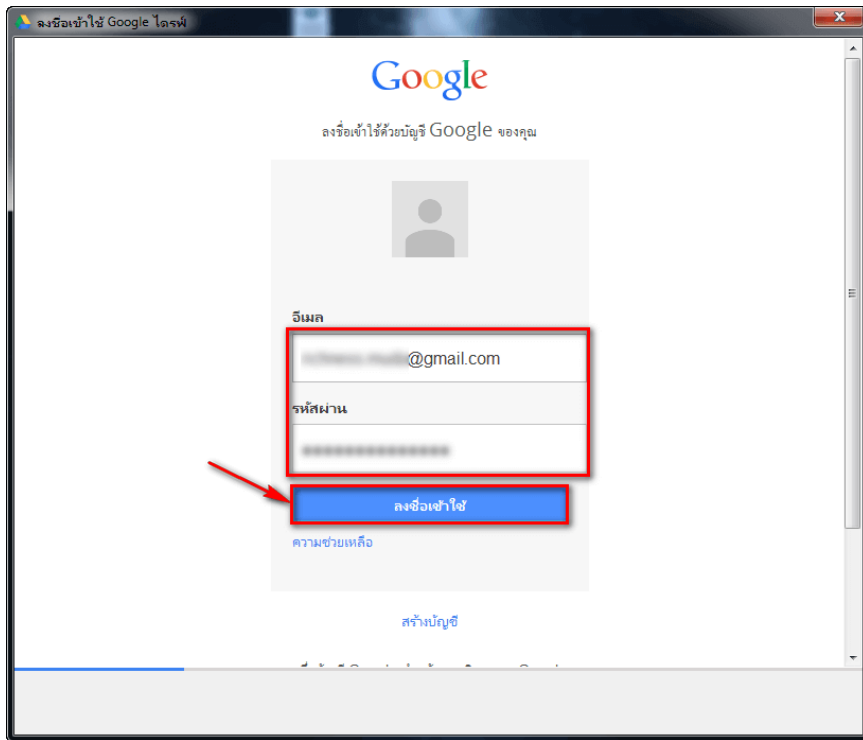 ลงชื่อเข้าใช้ Google ไดรฟ์
Google
ลงชื่อเข้าใช้ด้วยบัญชี Google ของคุณ
อีเมล
@gmail.com
รหัสผ่าน
ลงชื่อเข้าใช้
ความช่วยเหลือ
สร้างบัญชี